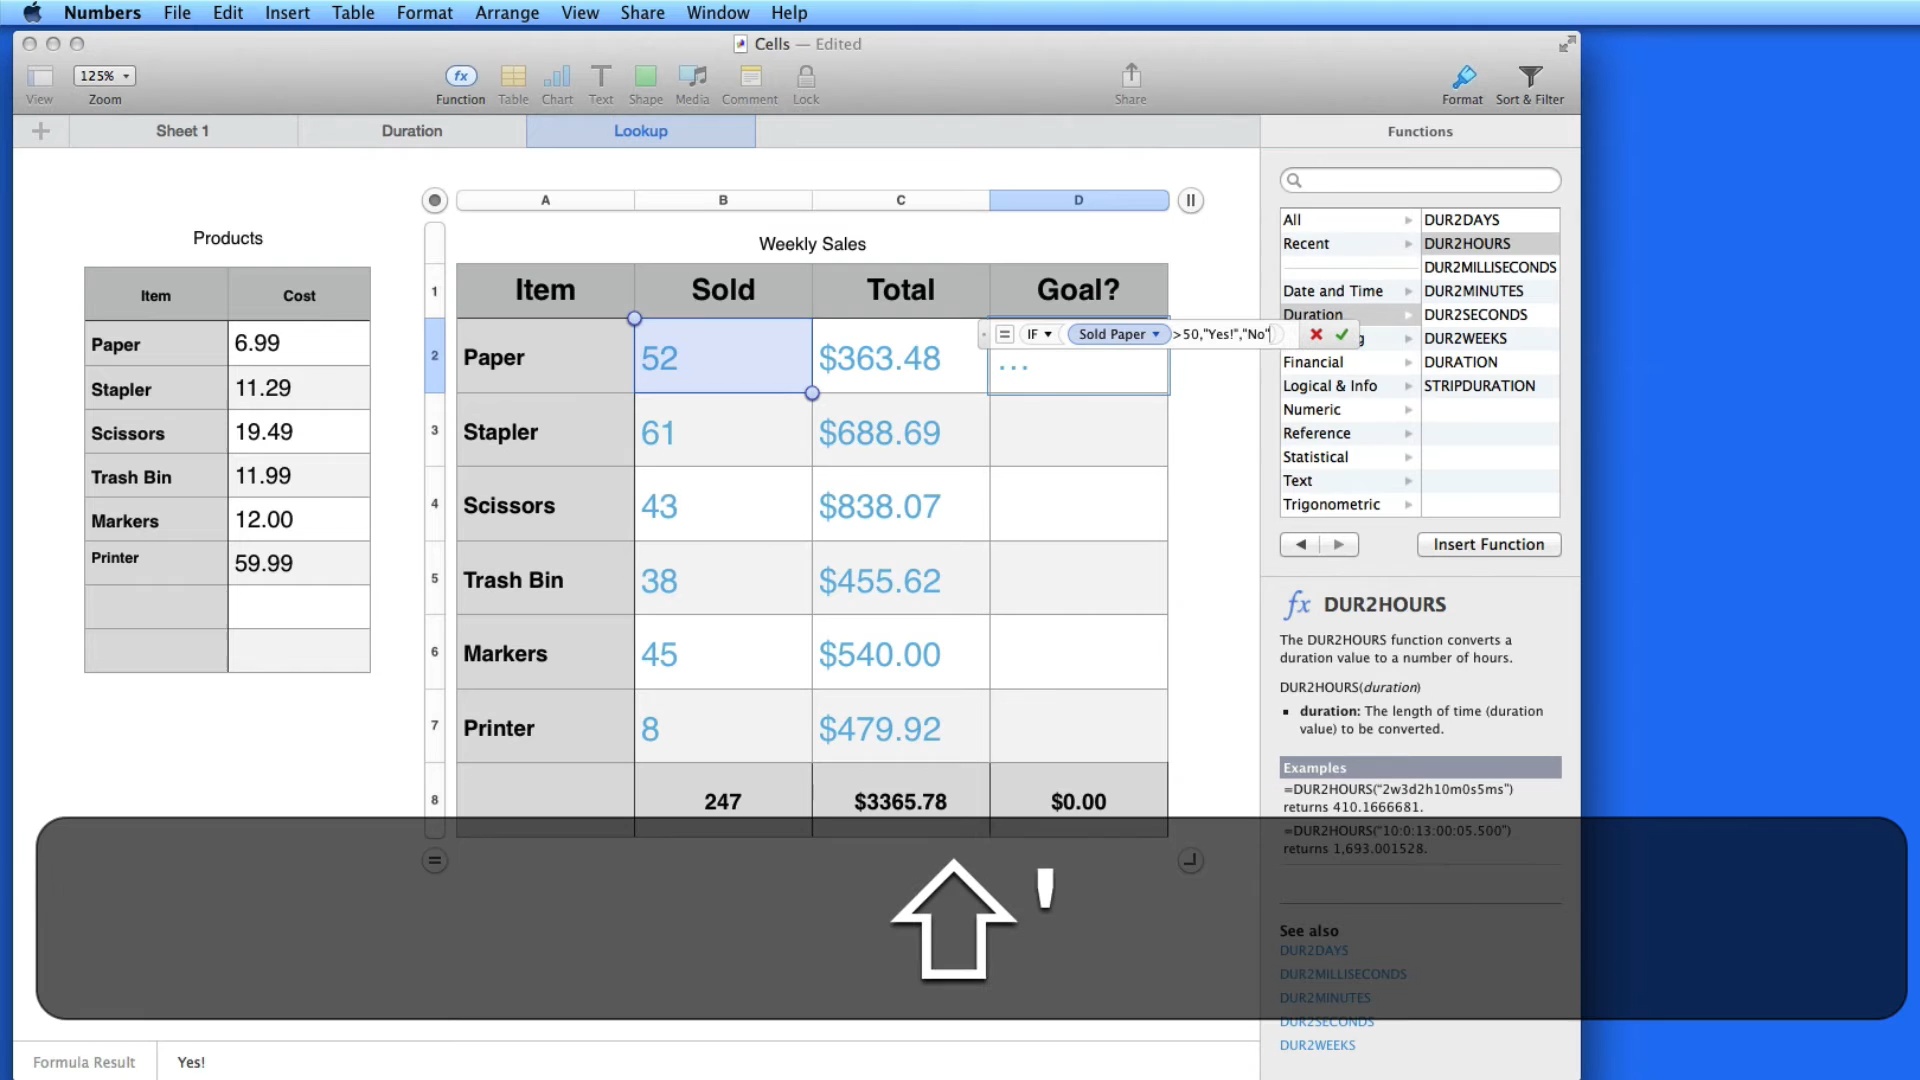 Numbers File Edit Insert Table Format Arrange View Share Window Help
Cells — Edited
125%
fx
View Zoom Function Table Chart Text Shape Media Comment Lock Share Format Sort & Filter
Sheet 1 Duration Lookup Functions
A B C D
Products
Weekly Sales
Item Cost
Paper 6.99
Stapler 11.29
Scissors 19.49
Trash Bin 11.99
Markers 12.00
Printer 59.99
1 Item Sold Total Goal?
2 Paper 52 $363.48 ...
= IF ( Sold Paper >50,"Yes!","No"
3 Stapler 61 $688.69
4 Scissors 43 $838.07
5 Trash Bin 38 $455.62
6 Markers 45 $540.00
7 Printer 8 $479.92
8 247 $3365.78 $0.00
=
All
Recent
Date and Time
Duration
Financial
Logical & Info
Numeric
Reference
Statistical
Text
Trigonometric
DUR2DAYS
DUR2HOURS
DUR2MILLISECONDS
DUR2MINUTES
DUR2SECONDS
DUR2WEEKS
DURATION
STRIPDURATION
Insert Function
fx DUR2HOURS
The DUR2HOURS function converts a
duration value to a number of hours.
DUR2HOURS(duration)
▪ duration: The length of time (duration
value) to be converted.
Examples
=DUR2HOURS("2w3d2h10m0s5ms")
returns 410.1666681.
=DUR2HOURS("10:0:13:00:05.500")
returns 1,693.001528.
See also
DUR2DAYS
DUR2MILLISECONDS
DUR2MINUTES
DUR2SECONDS
DUR2WEEKS
'
Formula Result Yes!